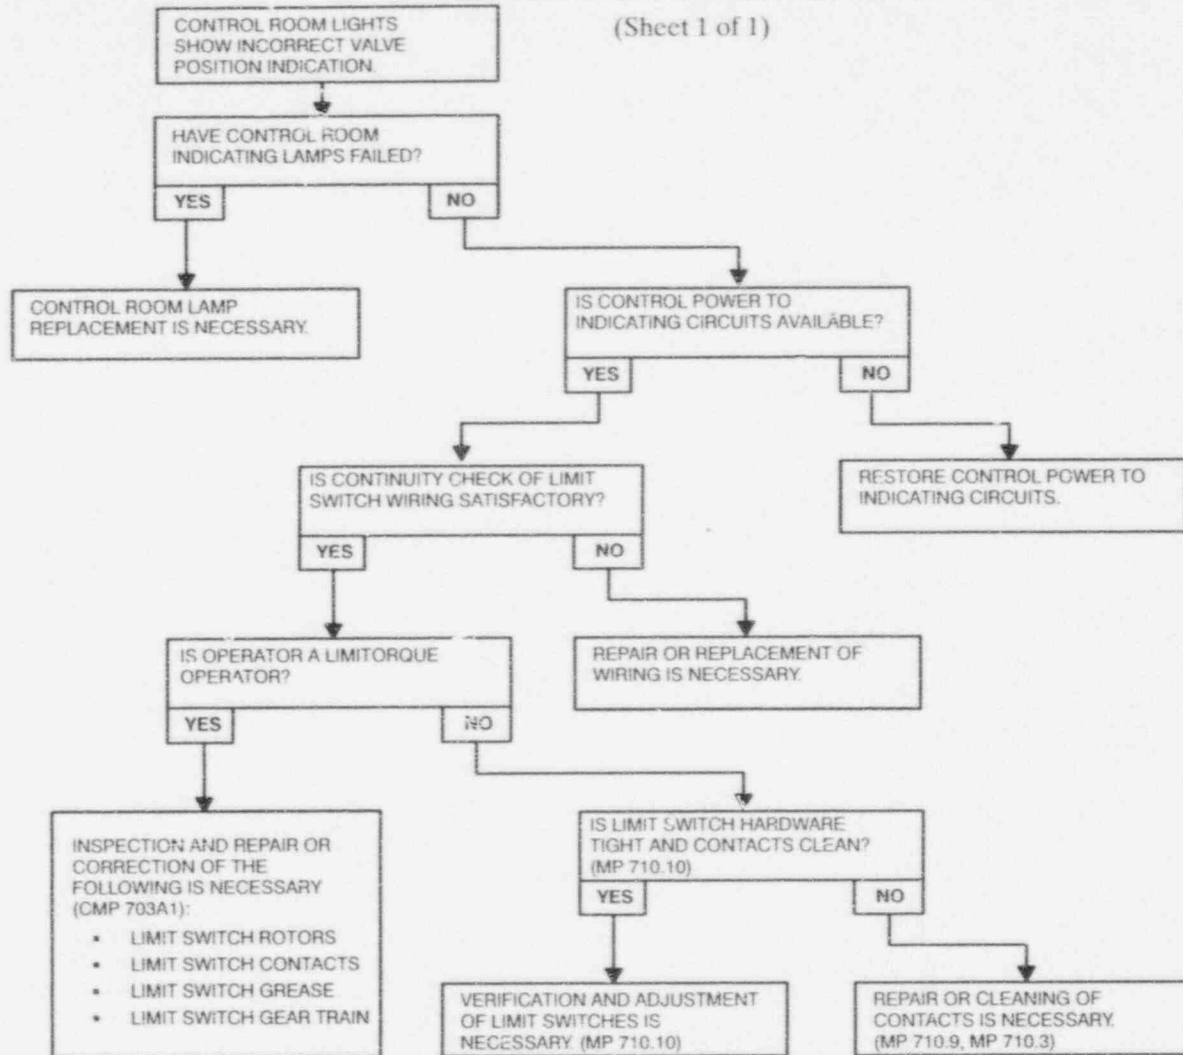 (Sheet 1 of 1)
CONTROL ROOM LIGHTS
SHOW INCORRECT VALVE
POSITION INDICATION.
HAVE CONTROL ROOM
INDICATING LAMPS FAILED?
YES
NO
CONTROL ROOM LAMP
REPLACEMENT IS NECESSARY.
IS CONTROL POWER TO
INDICATING CIRCUITS AVAILABLE?
YES
NO
IS CONTINUITY CHECK OF LIMIT
SWITCH WIRING SATISFACTORY?
YES
NO
RESTORE CONTROL POWER TO
INDICATING CIRCUITS.
IS OPERATOR A LIMITORQUE
OPERATOR?
YES
NO
REPAIR OR REPLACEMENT OF
WIRING IS NECESSARY.
INSPECTION AND REPAIR OR
CORRECTION OF THE
FOLLOWING IS NECESSARY
(CMP 703A1):
• LIMIT SWITCH ROTORS
• LIMIT SWITCH CONTACTS
• LIMIT SWITCH GREASE
• LIMIT SWITCH GEAR TRAIN
IS LIMIT SWITCH HARDWARE
TIGHT AND CONTACTS CLEAN?
(MP 710.10)
YES
NO
VERIFICATION AND ADJUSTMENT
OF LIMIT SWITCHES IS
NECESSARY. (MP 710.10)
REPAIR OR CLEANING OF
CONTACTS IS NECESSARY.
(MP 710.9, MP 710.3)